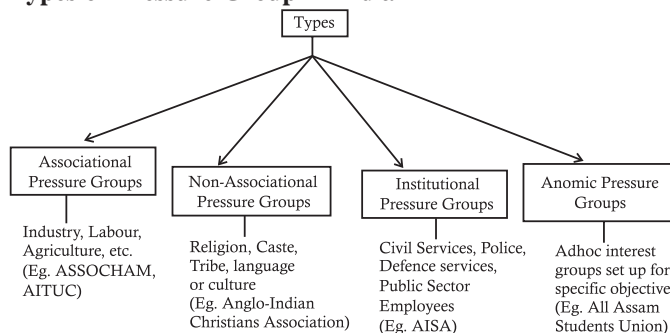 Types
Associational
Pressure Groups
Industry, Labour,
Agriculture, etc.
(Eg. ASSOCHAM,
AITUC)
Non-Associational
Pressure Groups
Religion, Caste,
Tribe, language
or culture
(Eg. Anglo-Indian
Christians Association)
Institutional
Pressure Groups
Civil Services, Police,
Defence services,
Public Sector
Employees
(Eg. AISA)
Anomic Pressure
Groups
Adhoc interest
groups set up for
specific objective
(Eg. All Assam
Students Union)